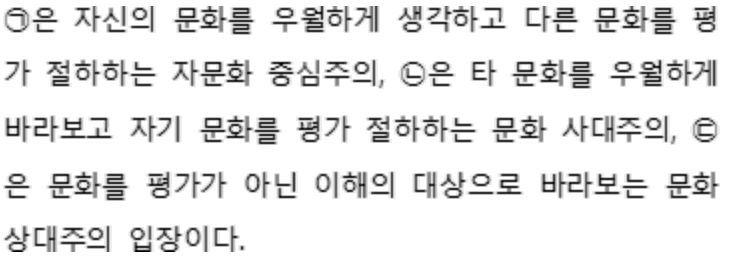 ㉠은 자신의 문화를 우월하게 생각하고 다른 문화를 평
가 절하하는 자문화 중심주의, ㉡은 타 문화를 우월하게
바라보고 자기 문화를 평가 절하하는 문화 사대주의, ㉢
은 문화를 평가가 아닌 이해의 대상으로 바라보는 문화
상대주의 입장이다.